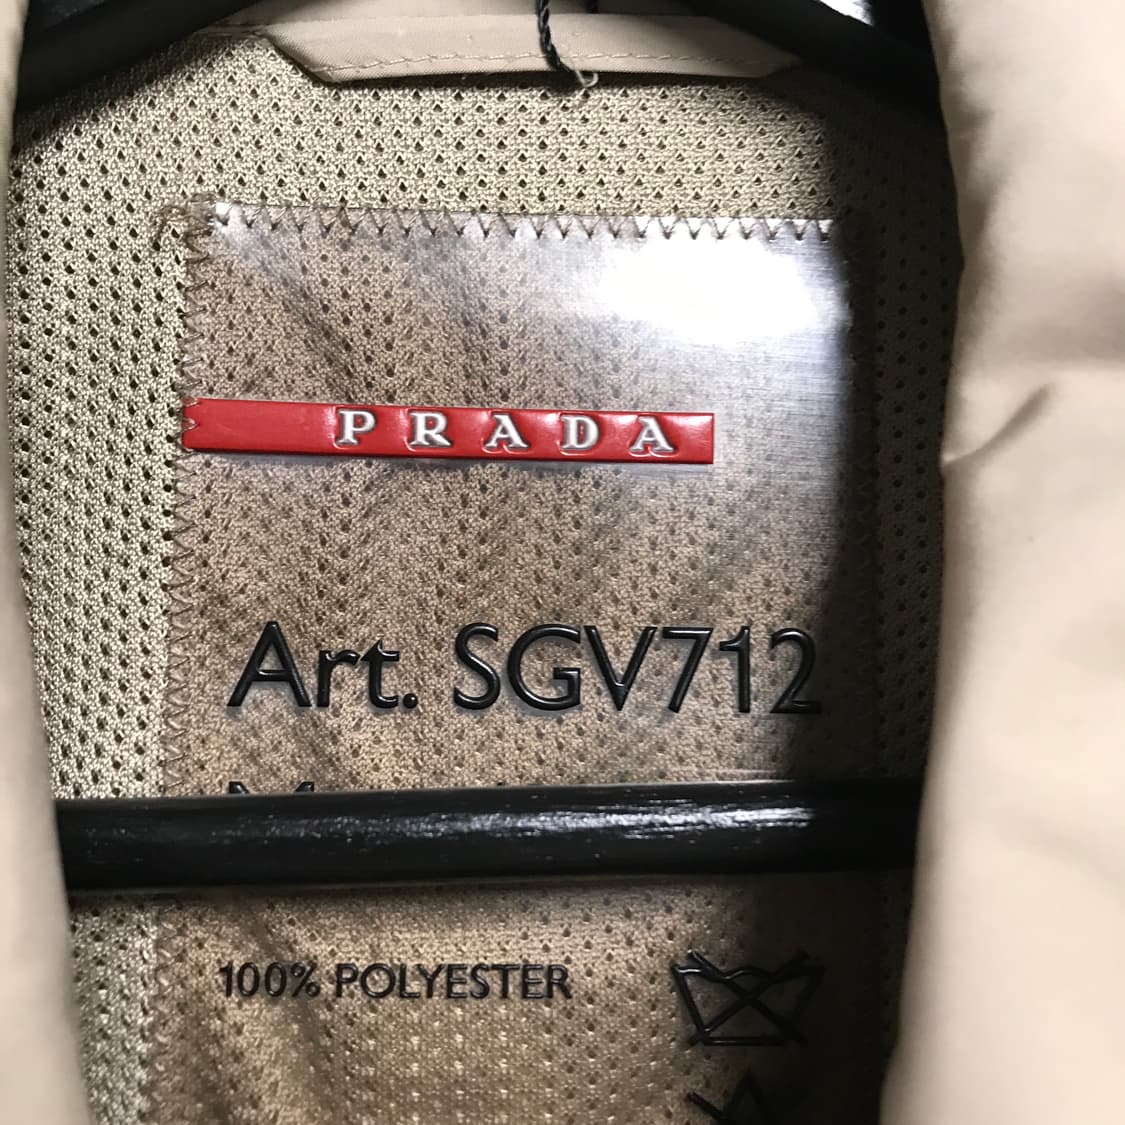 PRADA
Art. SGV712
100% POLYESTER